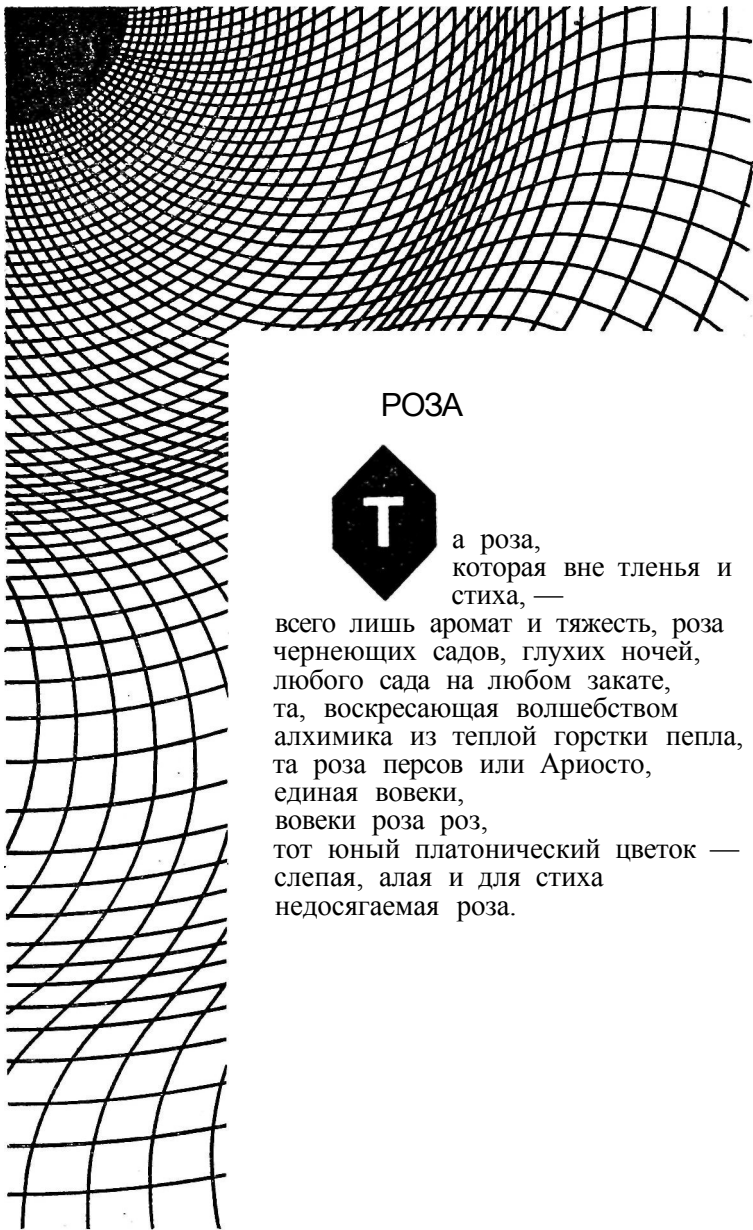 РОЗА
Та роза,
которая вне тленья и
стиха, —
всего лишь аромат и тяжесть, роза
чернеющих садов, глухих ночей,
любого сада на любом закате,
та, воскресающая волшебством
алхимика из теплой горстки пепла,
та роза персов или Ариосто,
единая вовеки,
вовеки роза роз,
тот юный платонический цветок —
слепая, алая и для стиха
недосягаемая роза.